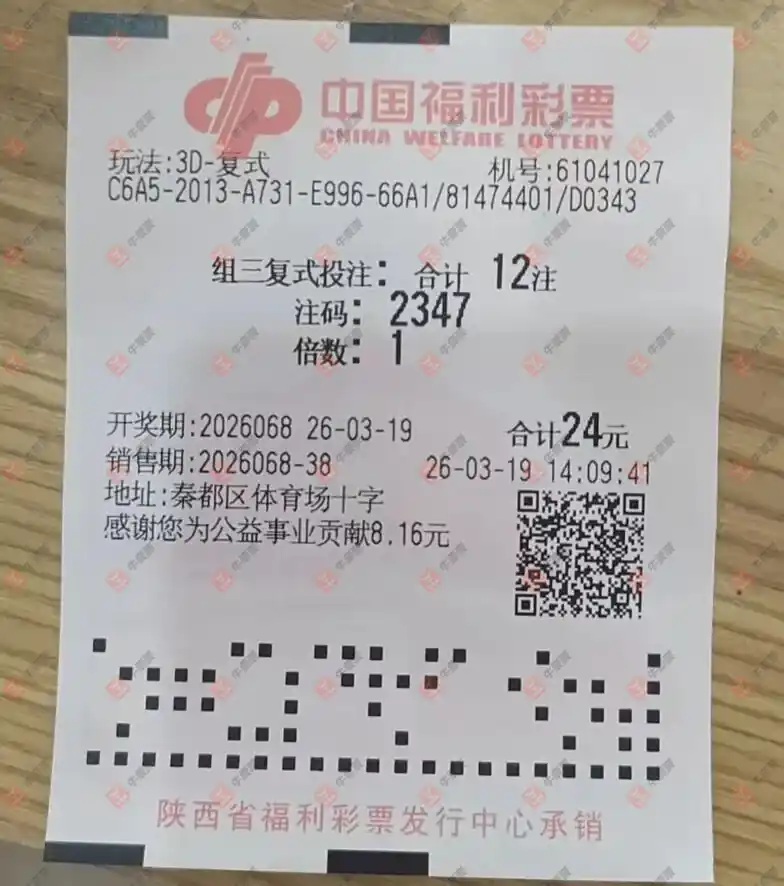 中国福利彩票
CHINA WELFARE LOTTERY
玩法:3D-复式 机号:61041027
C6A5-2013-A731-E996-66A1/81474401/D0343
组三复式投注: 合计 12注
注码: 2347
倍数: 1
开奖期:2026068 26-03-19 合计24元
销售期:2026068-38 26-03-19 14:09:41
地址:秦都区体育场十字
感谢您为公益事业贡献8.16元
陕西省福利彩票发行中心承销